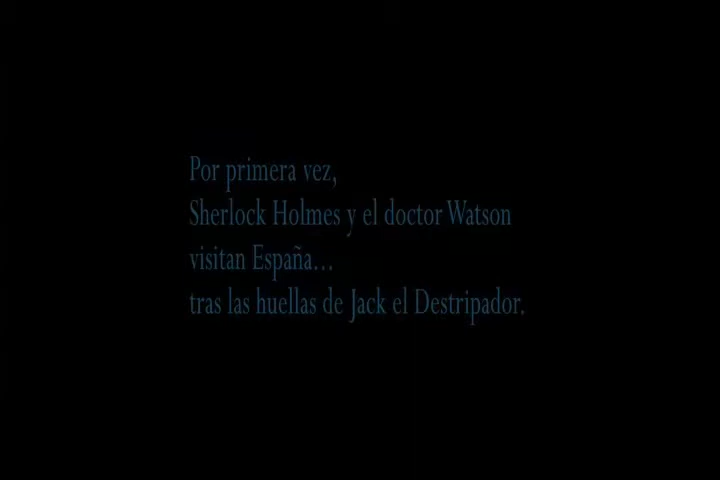 Por primera vez,
Sherlock Holmes y el doctor Watson
visitan España...
tras las huellas de Jack el Destripador.